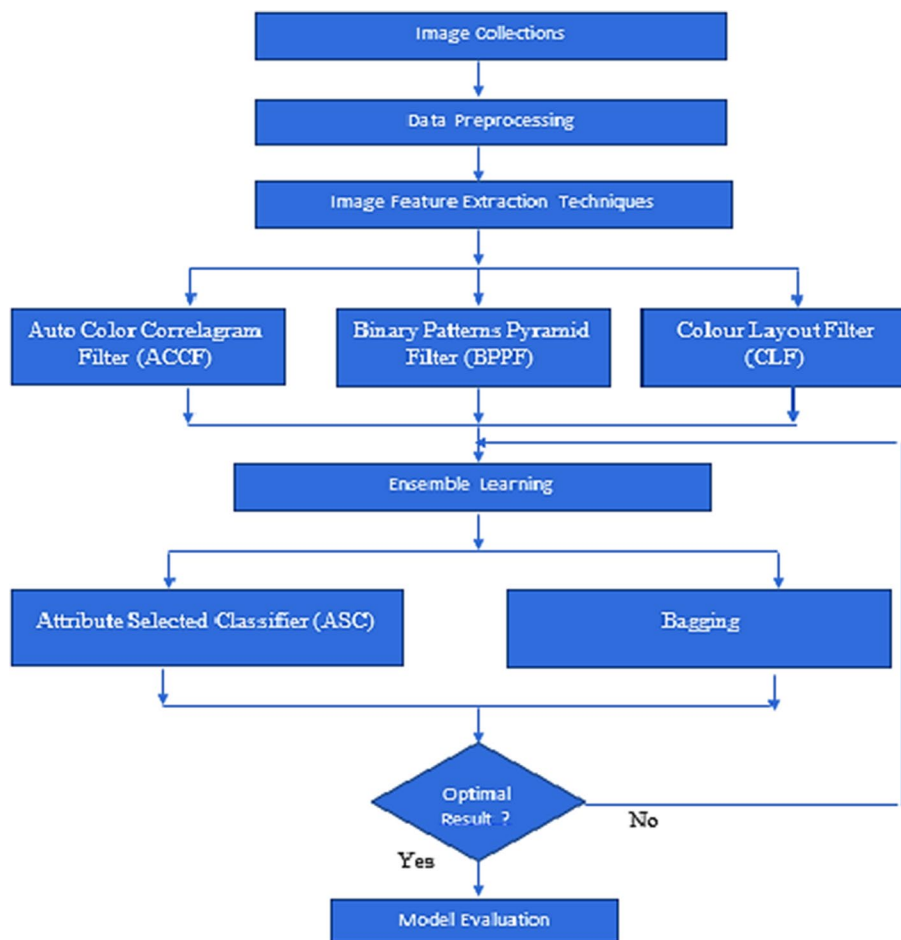 Image Collections
Data Preprocessing
Image Feature Extraction Techniques
Auto Color Correlagram
Filter (ACCF)
Binary Patterns Pyramid
Filter (BPPF)
Colour Layout Filter
(CLF)
Ensemble Learning
Attribute Selected Classifier (ASC)
Bagging
Optimal
Result ?
No
Yes
Model Evaluation